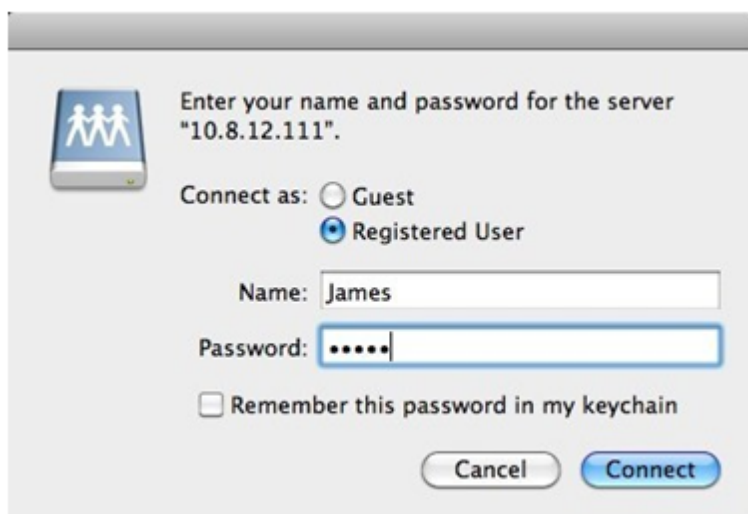 Enter your name and password for the server
“10.8.12.111”.
Connect as: Guest
Registered User
Name: James
Password: •••••
Remember this password in my keychain
Cancel Connect